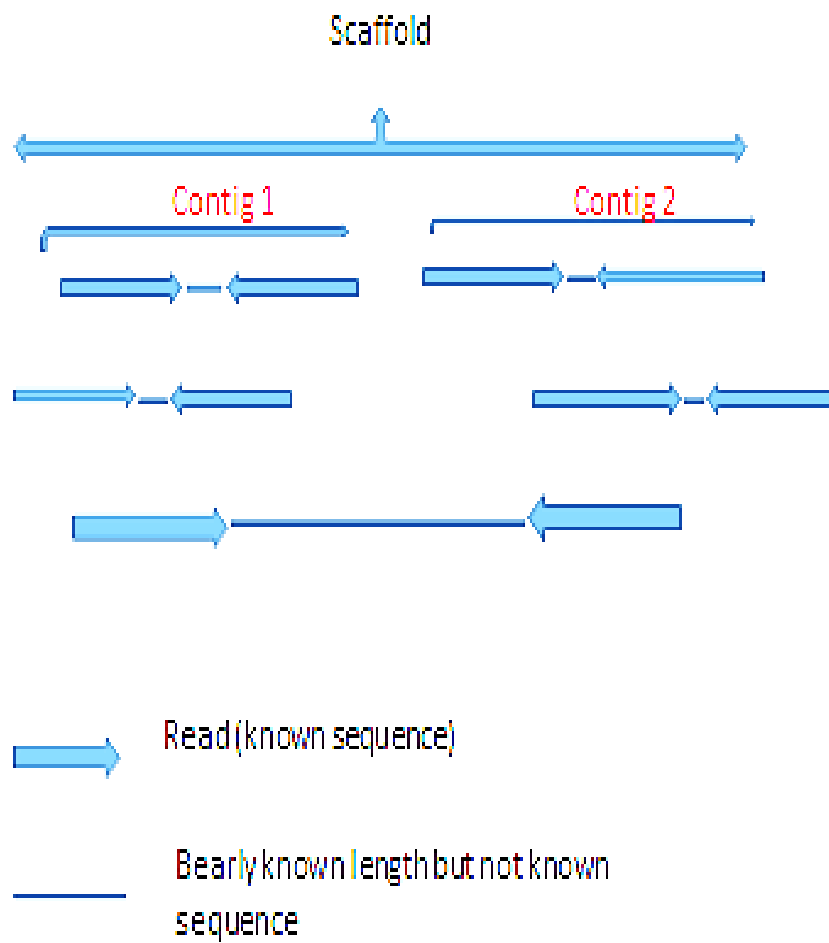 Scaffold
Contig 1
Contig 2
Read (known sequence)
Bearly known length but not known
sequence